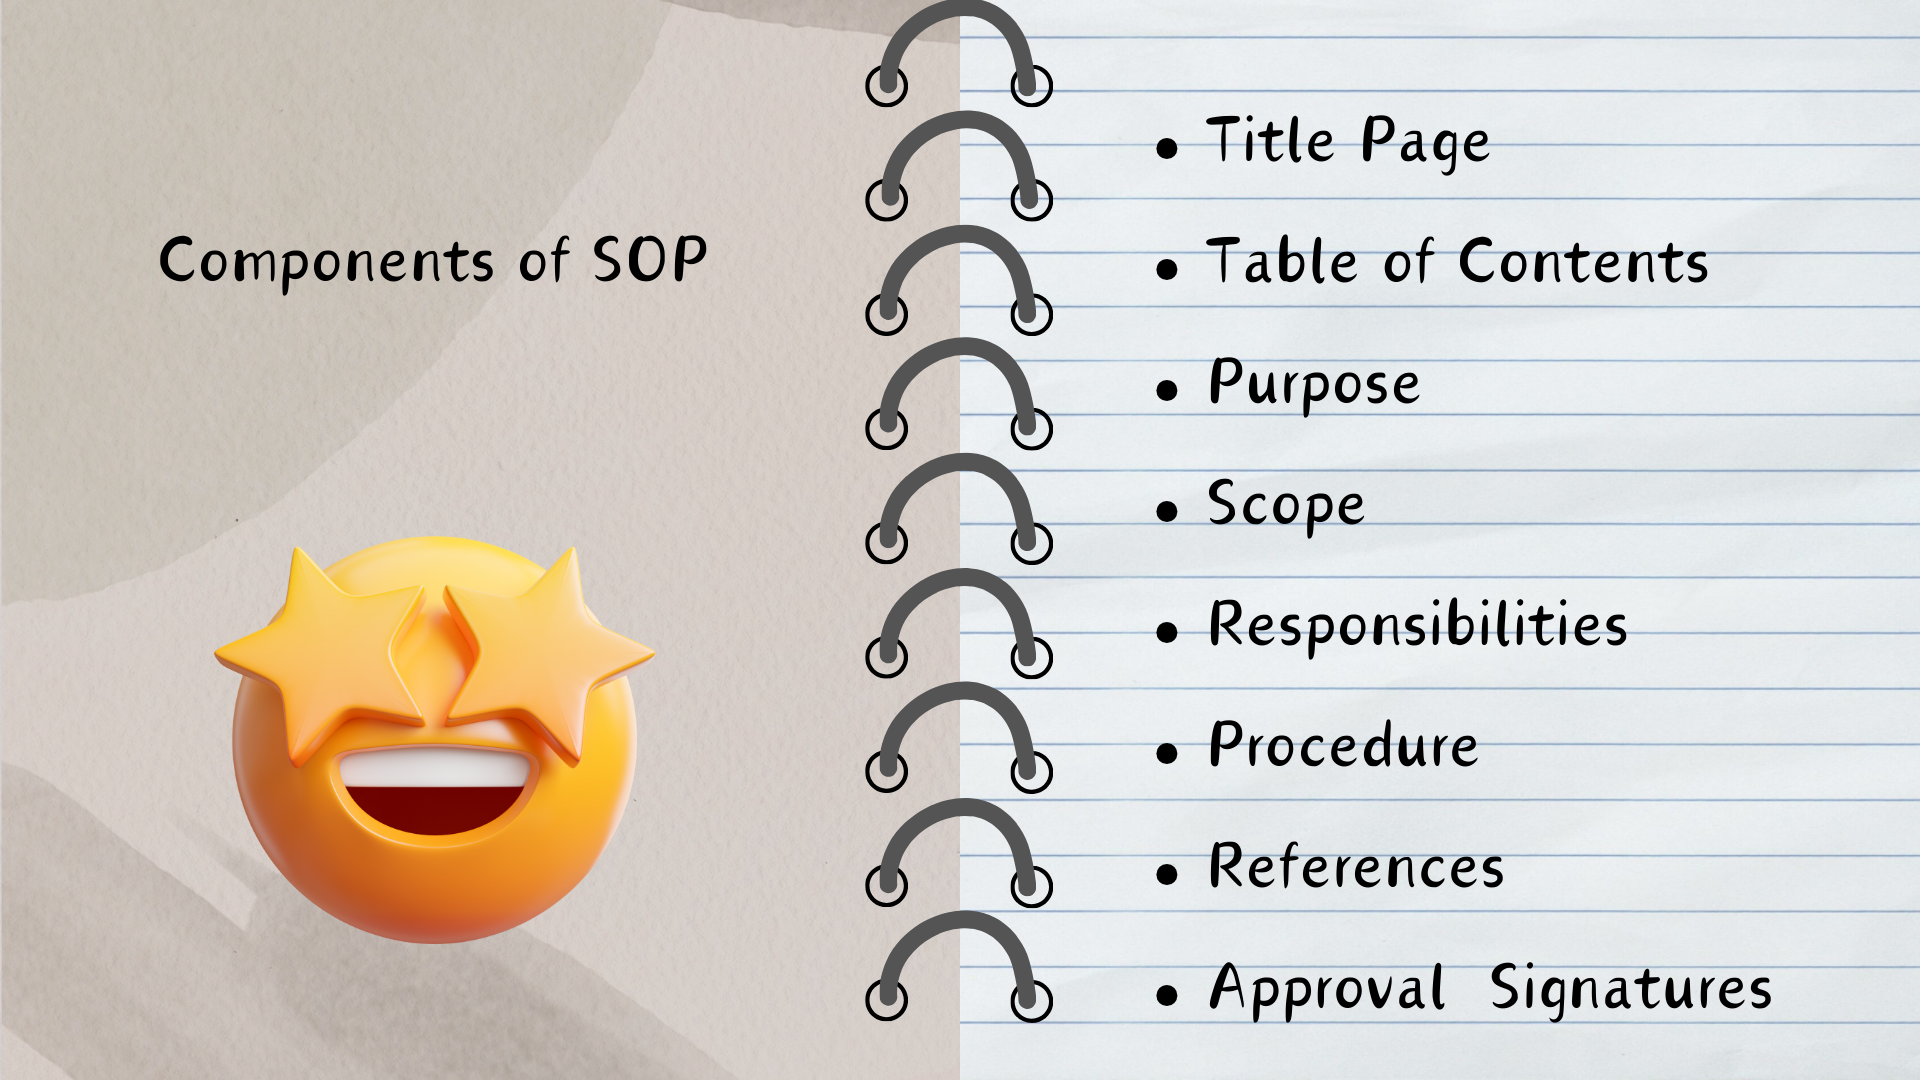 Components of SOP
• Title Page
• Table of Contents
• Purpose
• Scope
• Responsibilities
• Procedure
• References
• Approval Signatures